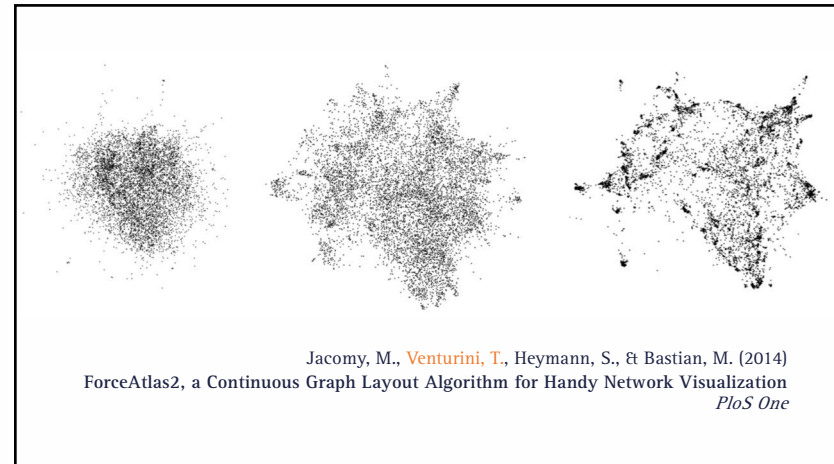 Jacomy, M., Venturini, T., Heymann, S., & Bastian, M. (2014)
ForceAtlas2, a Continuous Graph Layout Algorithm for Handy Network Visualization
PloS One